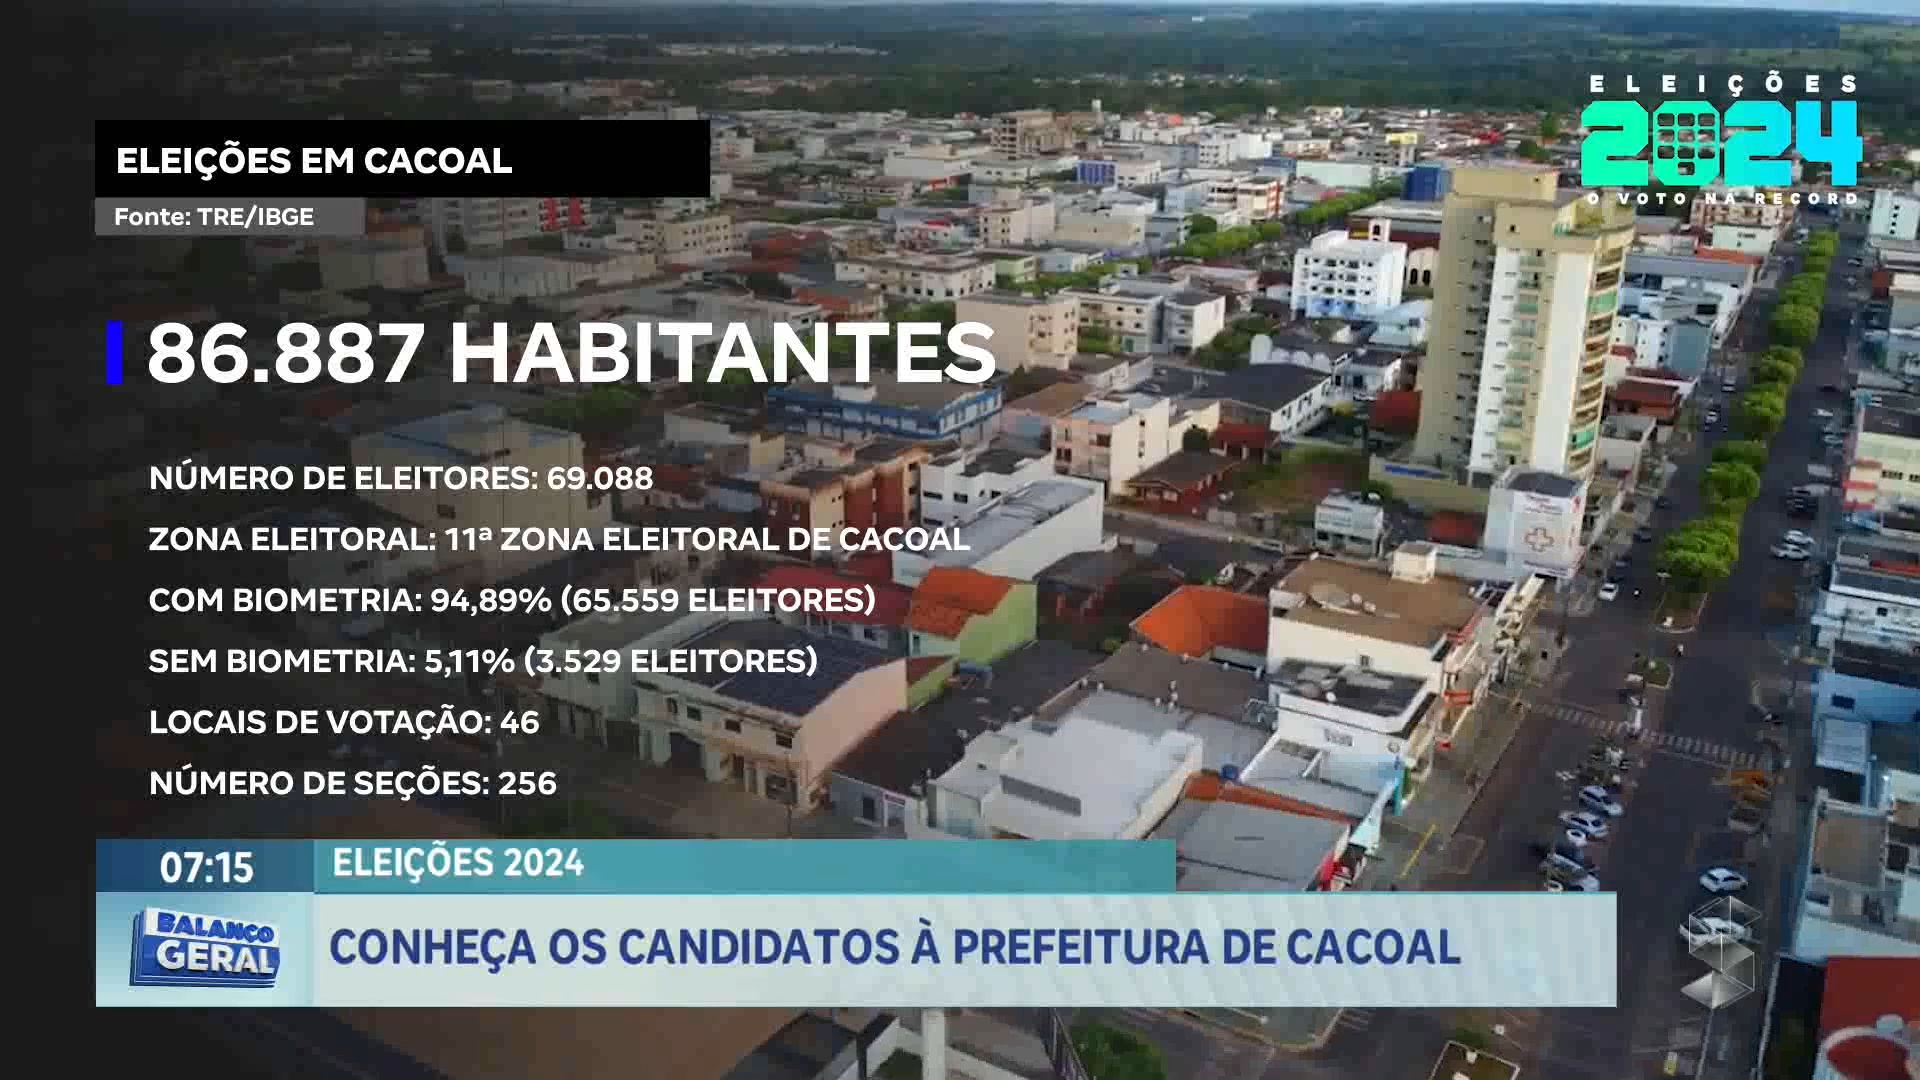 ELEIÇÕES
2024
O VOTO NA RECORD
ELEIÇÕES EM CACOAL
Fonte: TRE/IBGE
86.887 HABITANTES
NÚMERO DE ELEITORES: 69.088
ZONA ELEITORAL: 11ª ZONA ELEITORAL DE CACOAL
COM BIOMETRIA: 94,89% (65.559 ELEITORES)
SEM BIOMETRIA: 5,11% (3.529 ELEITORES)
LOCAIS DE VOTAÇÃO: 46
NÚMERO DE SEÇÕES: 256
07:15
ELEIÇÕES 2024
BALANÇO
GERAL
CONHEÇA OS CANDIDATOS À PREFEITURA DE CACOAL